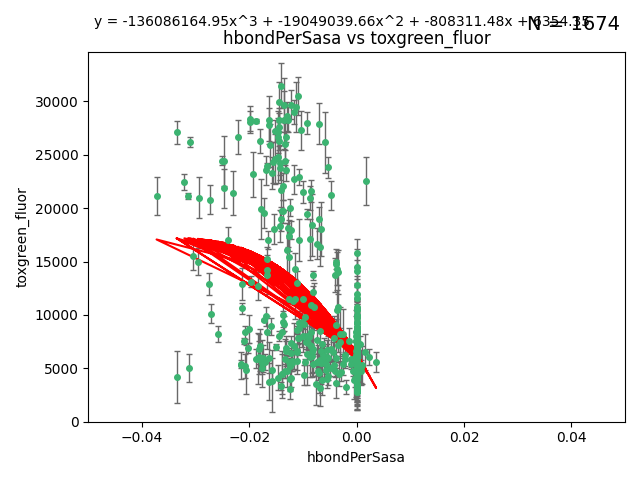 y = -136086164.95x^3 + -19049039.66x^2 + -808311.48x + 6354.35
N = 1674
hbondPerSasa vs toxgreen_fluor
30000
25000
20000
15000
10000
5000
0
toxgreen_fluor
−0.04
−0.02
0.00
0.02
0.04
hbondPerSasa